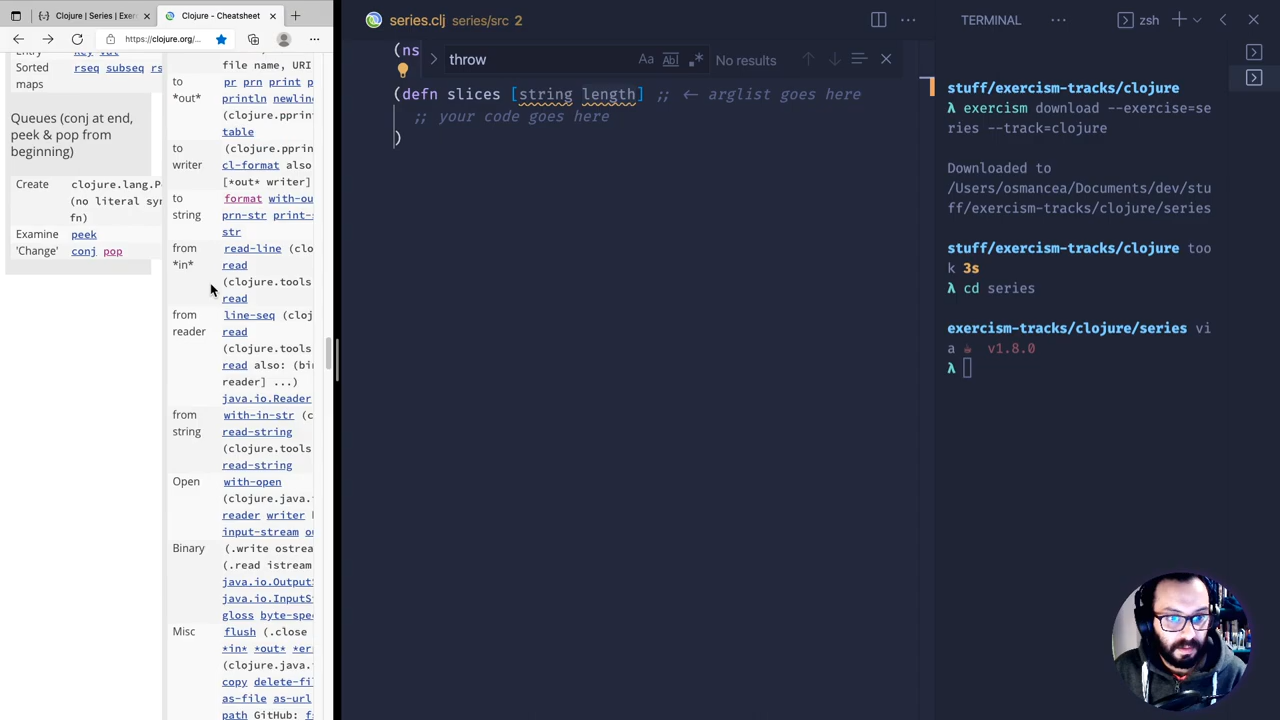 Clojure | Series | Exer
Clojure - Cheatsheet
https://clojure.org/
Sorted maps
rseq subseq
Queues (conj at end, peek & pop from beginning)
Create
clojure.lang.P
(no literal
fn)
Examine
peek
'Change'
conj pop
file name, URI
to *out*
pr prn print
println newlin
(clojure.ppri
table
to writer
(clojure.pprin
cl-format also
[*out* writer]
to string
format with-ou
prn-str print-s
str
from *in*
read-line (clo
read
(clojure.tools
read
from reader
line-seq (cloj
read
(clojure.tools
read also: (bin
reader] ...)
java.io.Reader
from string
with-in-str (c
read-string
(clojure.tools
read-string
Open
with-open
(clojure.java.
reader writer
input-stream
Binary
(.write ostrea
(.read istream
java.io.Output
java.io.InputS
gloss byte-spec
Misc
flush (.close
*in* *out* *er
(clojure.java.
copy delete-fi
as-file as-url
path GitHub:
series.clj series/src 2
(ns
throw
Aa Abl .*
No results
(defn slices [string length] ;; <- arglist goes here
;; your code goes here
)
TERMINAL
zsh
stuff/exercism-tracks/clojure
λ exercism download --exercise=se
ries --track=clojure
Downloaded to
/Users/osmancea/Documents/dev/stu
ff/exercism-tracks/clojure/series
stuff/exercism-tracks/clojure too
k 3s
λ cd series
exercism-tracks/clojure/series vi
a ☕ v1.8.0
λ